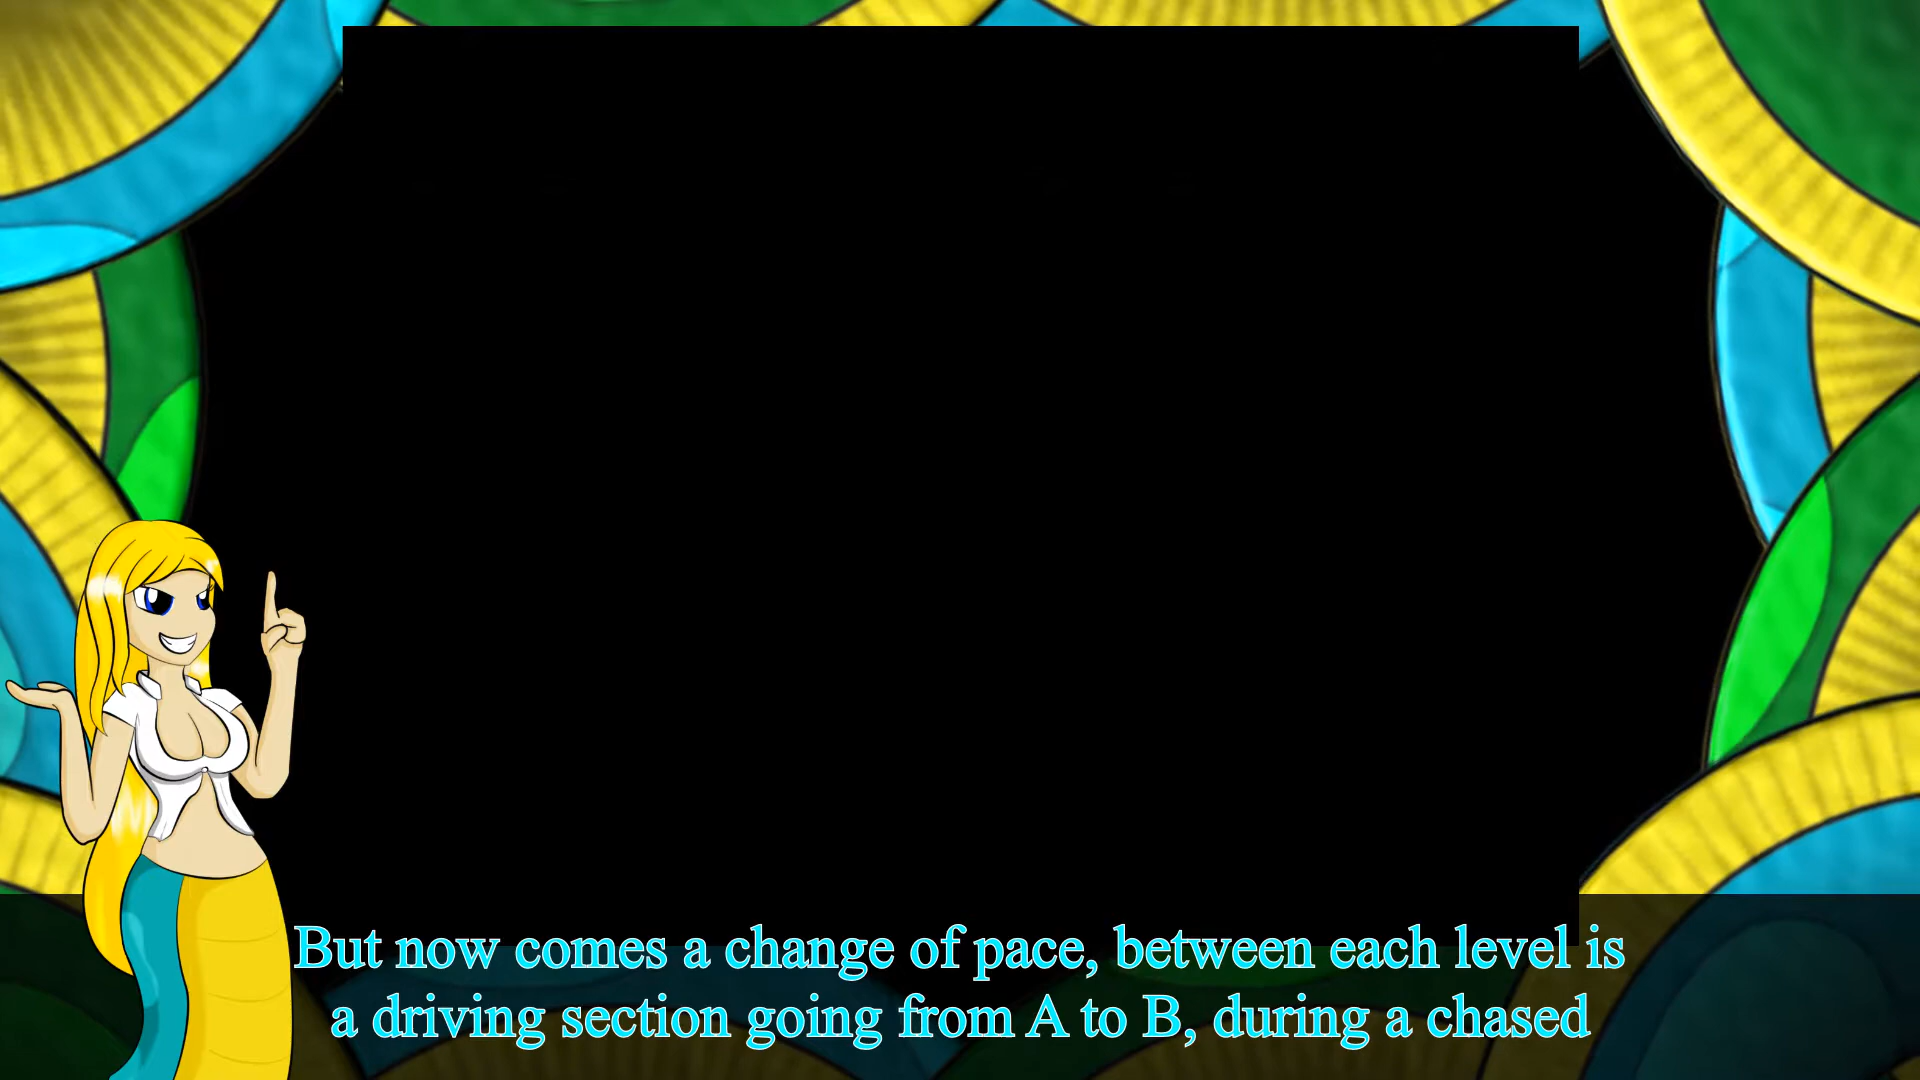 But now comes a change of pace, between each level is
a driving section going from A to B, during a chased